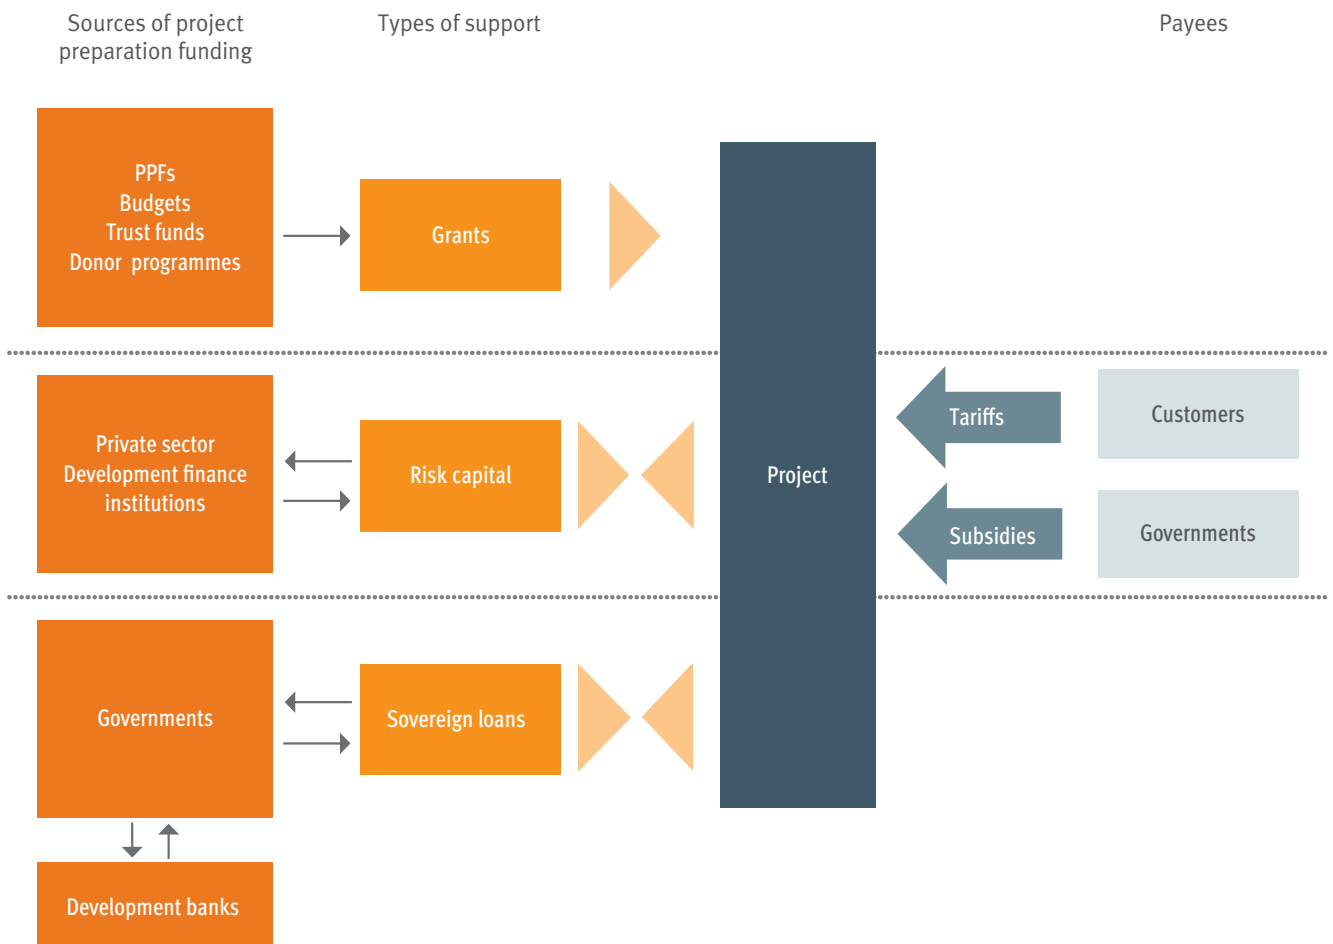 Sources of project
preparation funding
Types of support
Payees
PPFs
Budgets
Trust funds
Donor programmes
Grants
Private sector
Development finance
institutions
Risk capital
Project
Tariffs
Customers
Subsidies
Governments
Governments
Sovereign loans
Development banks